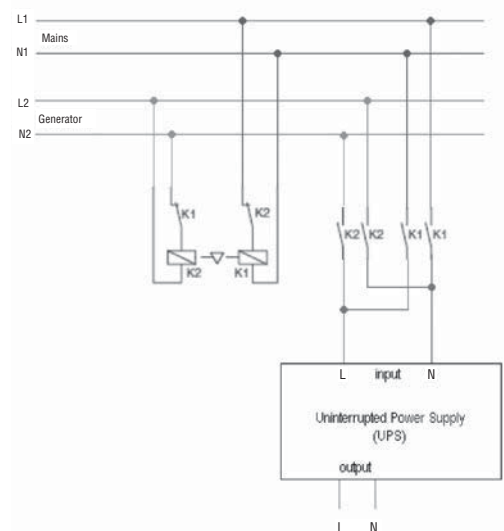 L1
Mains
N1
L2
Generator
N2
K1
K2
K2
K1
K2
K2
K1
K1
L
input
N
Uninterrupted Power Supply
(UPS)
output
L
N